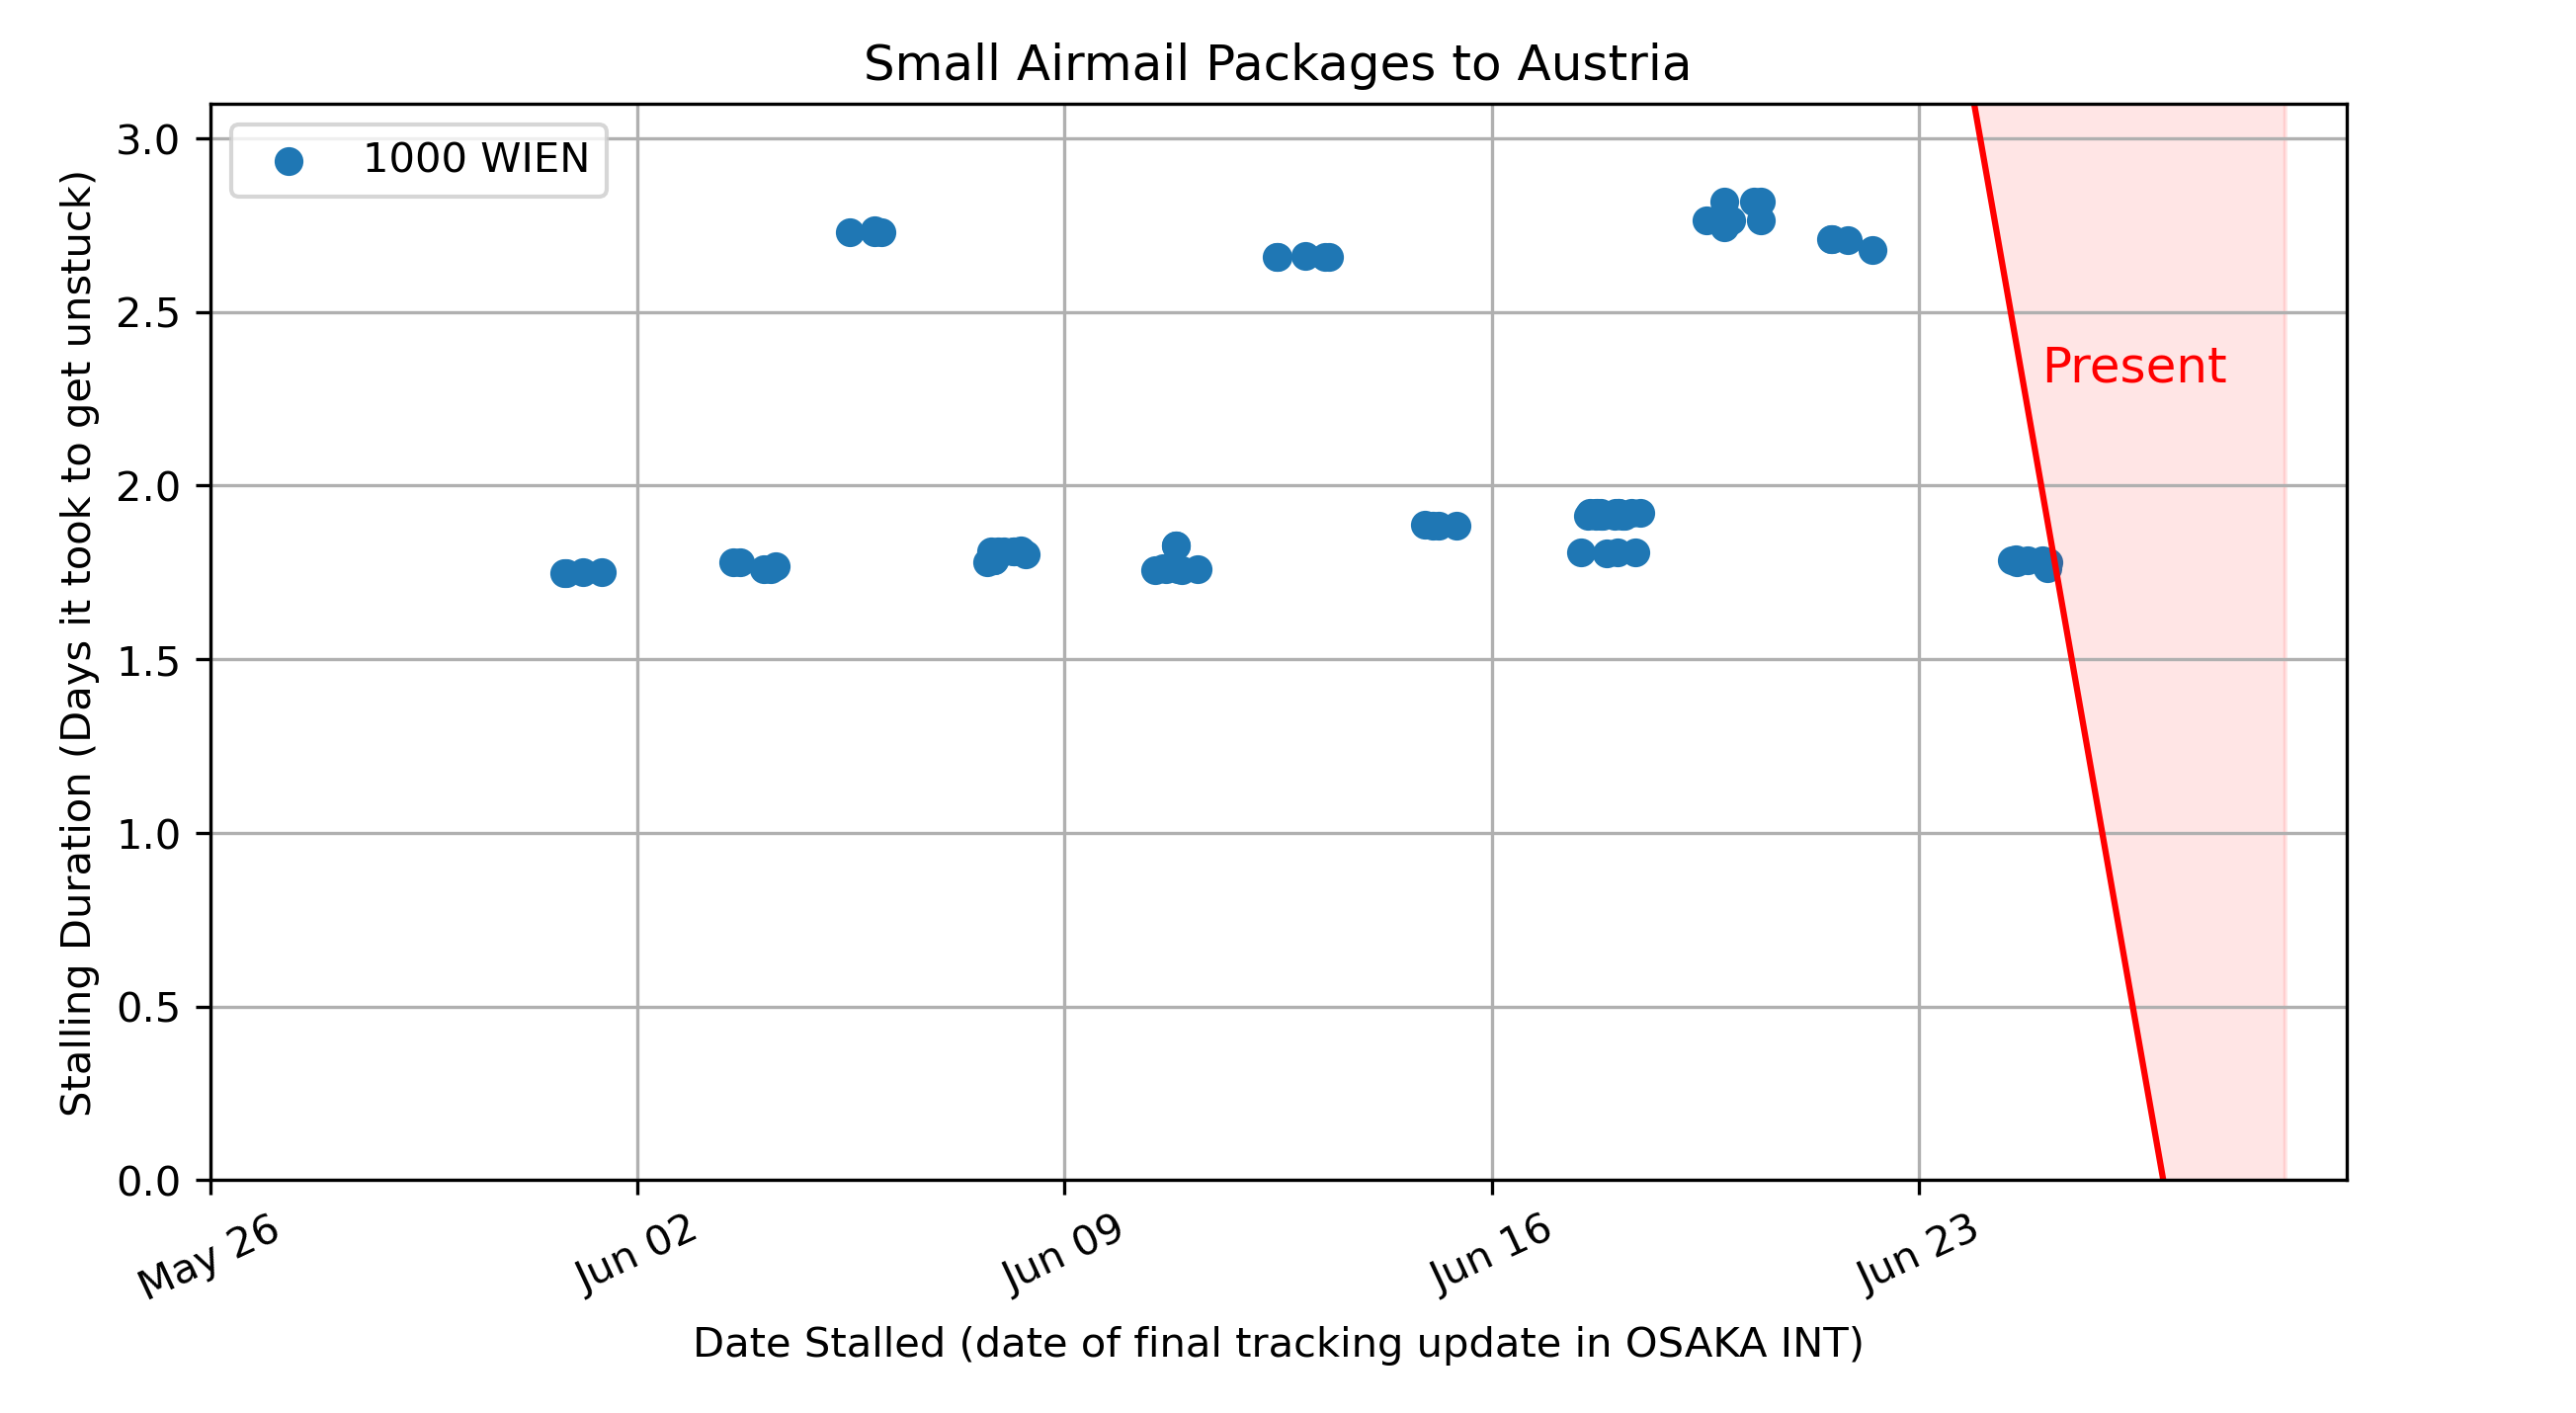 Small Airmail Packages to Austria
1000 WIEN
Stalling Duration (Days it took to get unstuck)
3.0
2.5
2.0
1.5
1.0
0.5
0.0
Present
May 26
Jun 02
Jun 09
Jun 16
Jun 23
Date Stalled (date of final tracking update in OSAKA INT)